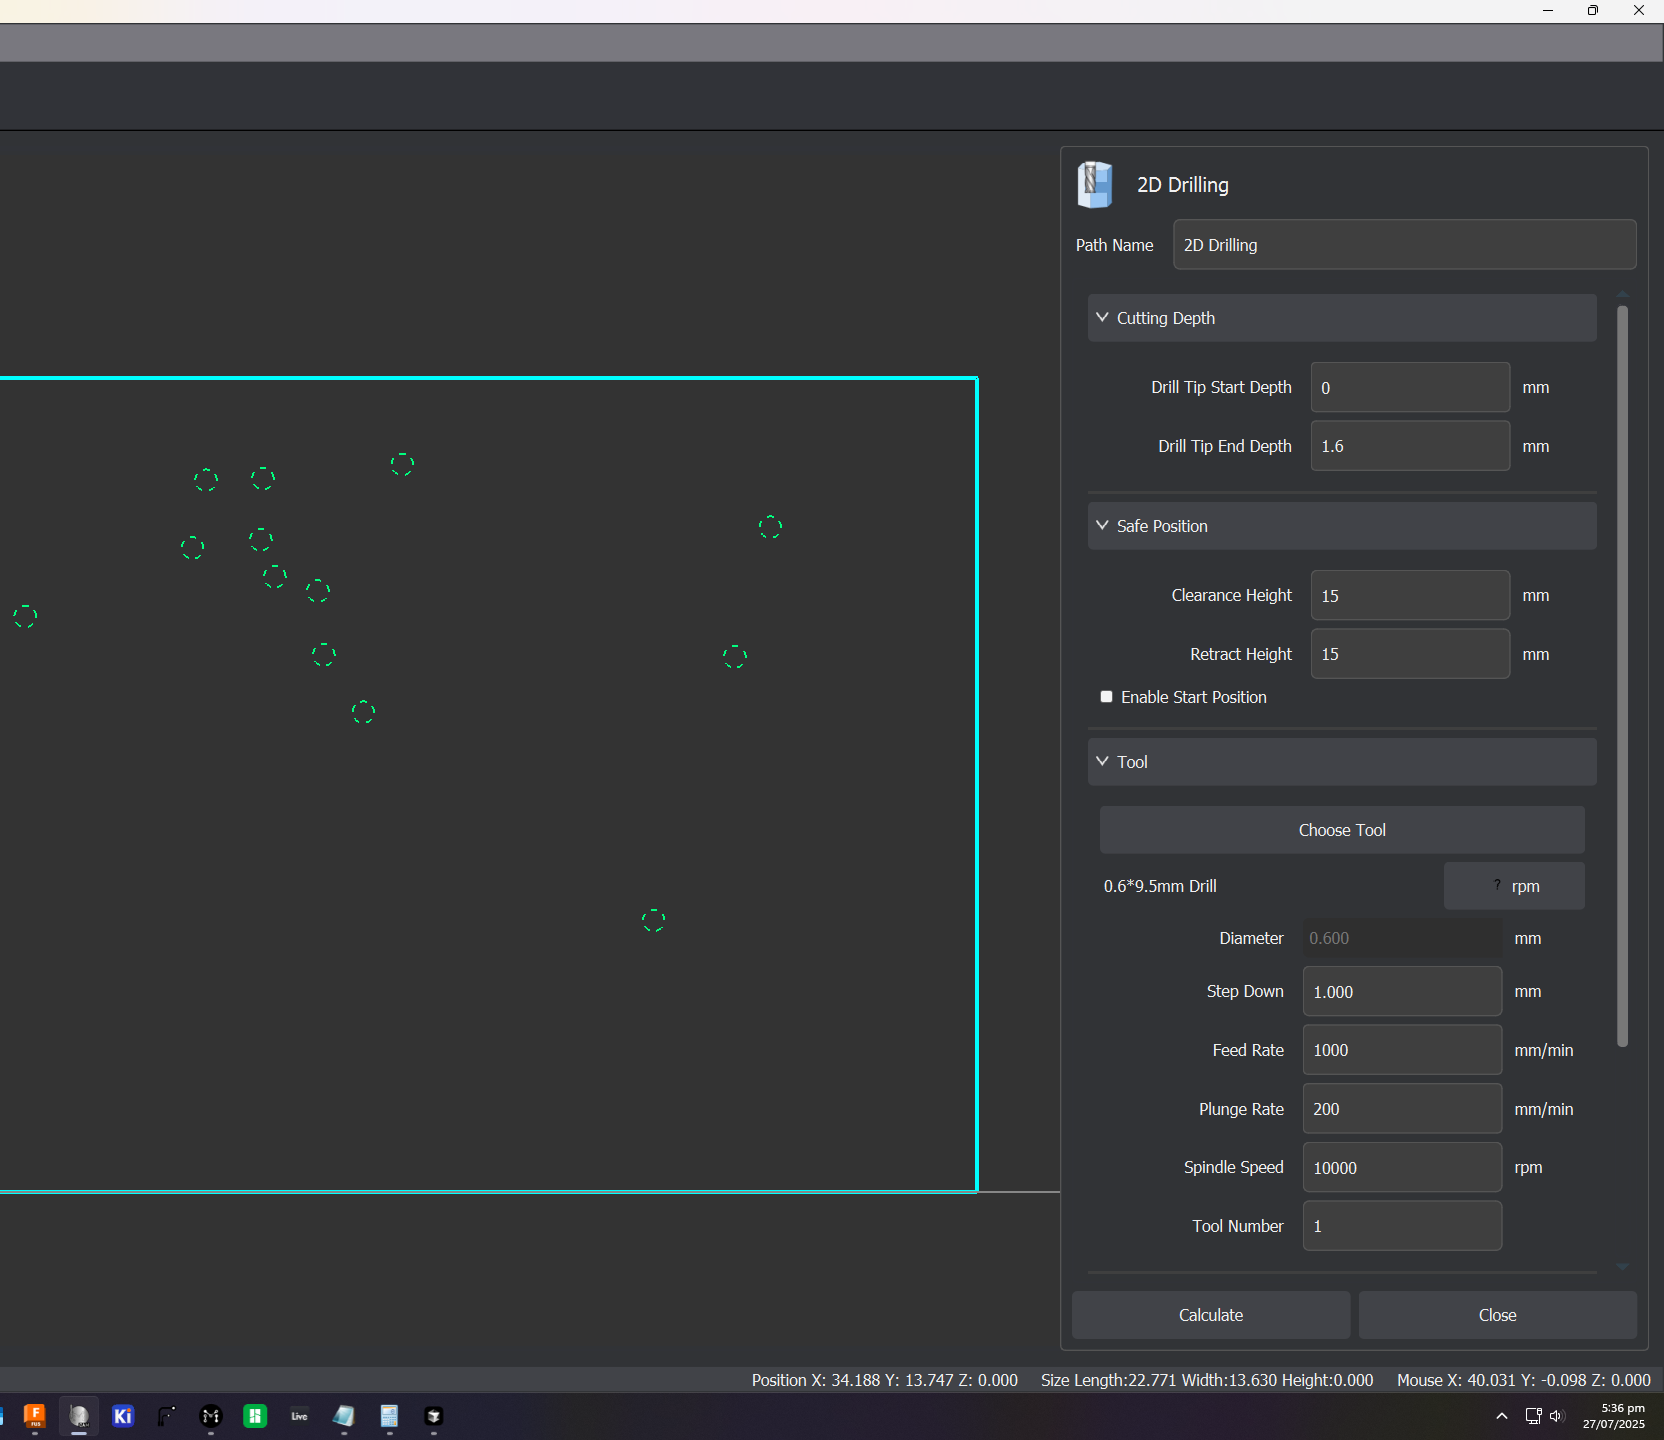 2D Drilling
Path Name 2D Drilling
Cutting Depth
Drill Tip Start Depth 0 mm
Drill Tip End Depth 1.6 mm
Safe Position
Clearance Height 15 mm
Retract Height 15 mm
Enable Start Position
Tool
Choose Tool
0.6*9.5mm Drill ? rpm
Diameter 0.600 mm
Step Down 1.000 mm
Feed Rate 1000 mm/min
Plunge Rate 200 mm/min
Spindle Speed 10000 rpm
Tool Number 1
Calculate Close
Position X: 34.188 Y: 13.747 Z: 0.000 Size Length:22.771 Width:13.630 Height:0.000 Mouse X: 40.031 Y: -0.098 Z: 0.000
F Ki Live
5:36 pm
27/07/2025